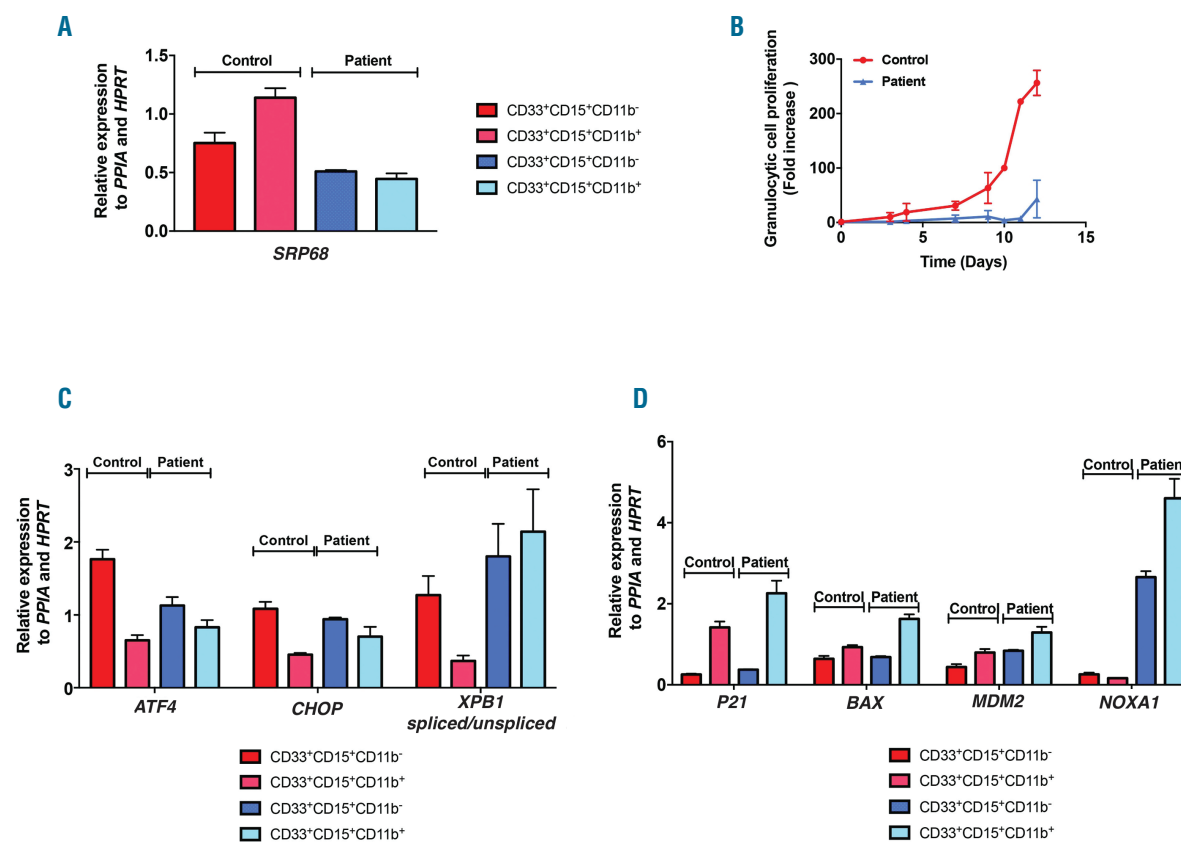 A
Relative expression
to PPIA and HPRT
1.5
1.0
0.5
0.0
Control
Patient
SRP68
CD33+CD15+CD11b-
CD33+CD15+CD11b+
CD33+CD15+CD11b-
CD33+CD15+CD11b+
B
Granulocytic cell proliferation
(Fold increase )
300
200
100
0
Control
Patient
0 5 10 15
Time (Days)
C
Relative expression
to PPIA and HPRT
3
2
1
0
Control Patient
Control Patient
Control Patient
ATF4 CHOP XPB1
spliced/unspliced
CD33+CD15+CD11b-
CD33+CD15+CD11b+
CD33+CD15+CD11b-
CD33+CD15+CD11b+
D
Relative expression
to PPIA and HPRT
6
4
2
0
Control Patient
Control Patient
Control Patient
Control Patien
P21 BAX MDM2 NOXA1
CD33+CD15+CD11b-
CD33+CD15+CD11b+
CD33+CD15+CD11b-
CD33+CD15+CD11b+